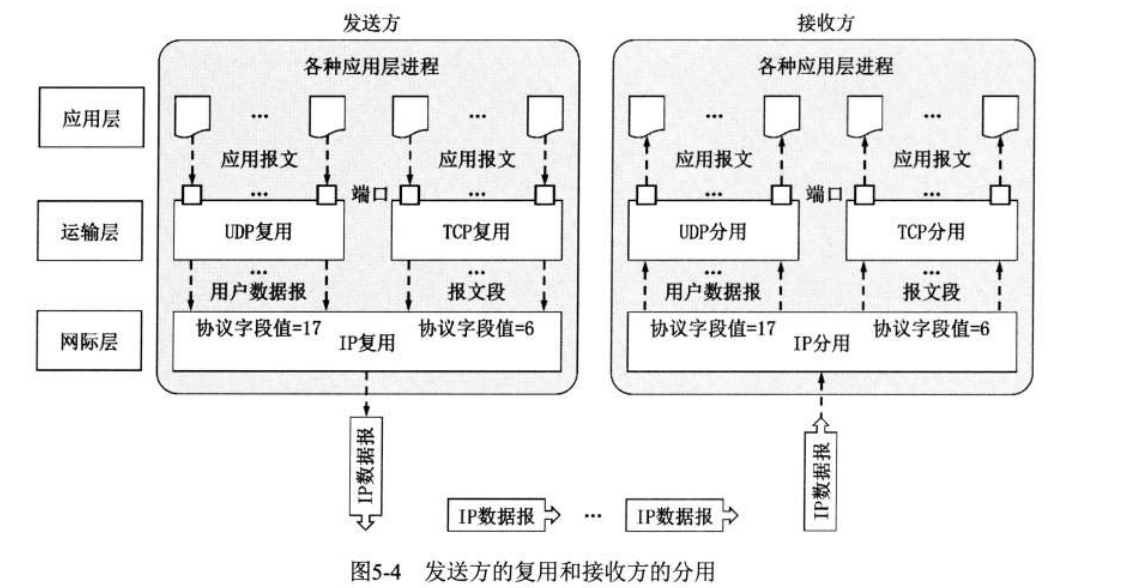 发送方 接收方
各种应用层进程 各种应用层进程
应用层 … … … …
应用报文 应用报文 应用报文 应用报文
… 端口 … … 端口 …
运输层 UDP复用 TCP复用 UDP分用 TCP分用
… … … …
用户数据报 报文段 用户数据报 报文段
协议字段值=17 协议字段值=6 协议字段值=17 协议字段值=6
网际层 IP复用 IP分用
IP数据报 IP数据报
IP数据报 … IP数据报
图5-4 发送方的复用和接收方的分用